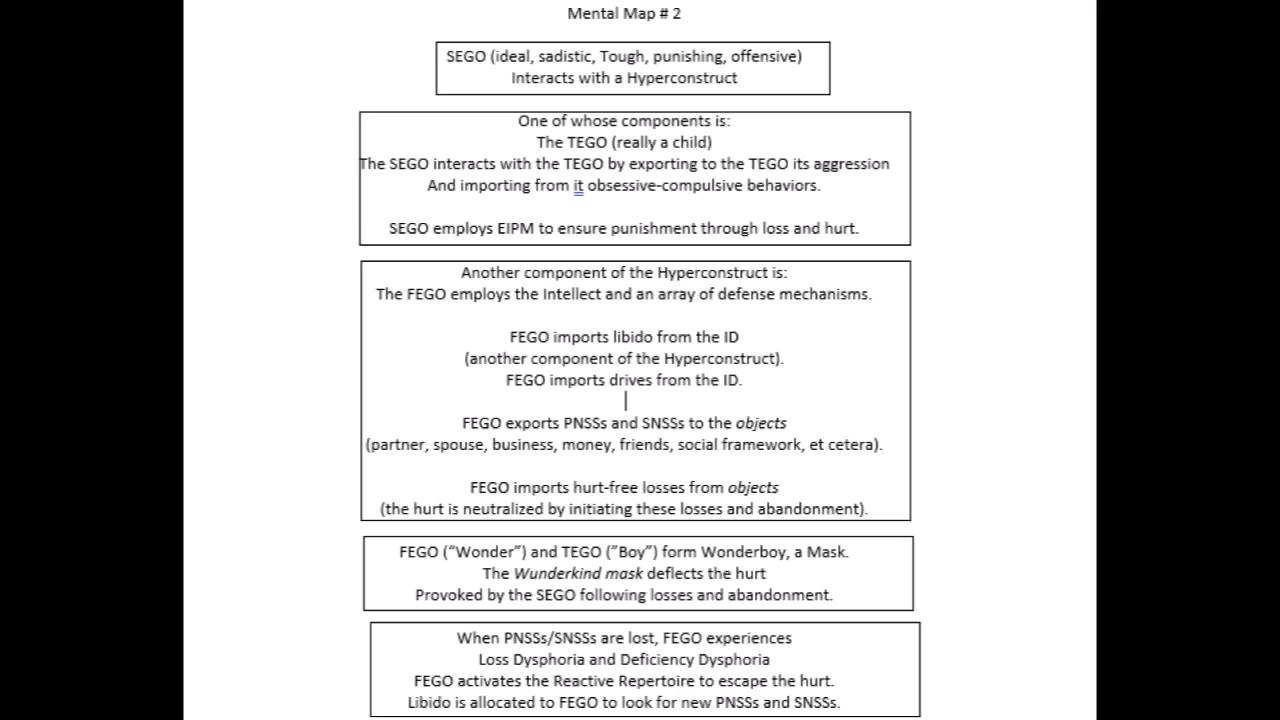 Mental Map # 2
SEGO (ideal, sadistic, Tough, punishing, offensive)
Interacts with a Hyperconstruct
One of whose components is:
The TEGO (really a child)
The SEGO interacts with the TEGO by exporting to the TEGO its aggression
And importing from it obsessive-compulsive behaviors.
SEGO employs EIPM to ensure punishment through loss and hurt.
Another component of the Hyperconstruct is:
The FEGO employs the Intellect and an array of defense mechanisms.
FEGO imports libido from the ID
(another component of the Hyperconstruct).
FEGO imports drives from the ID.
FEGO exports PNSSs and SNSSs to the objects
(partner, spouse, business, money, friends, social framework, et cetera).
FEGO imports hurt-free losses from objects
(the hurt is neutralized by initiating these losses and abandonment).
FEGO (“Wonder”) and TEGO (”Boy”) form Wonderboy, a Mask.
The Wunderkind mask deflects the hurt
Provoked by the SEGO following losses and abandonment.
When PNSSs/SNSSs are lost, FEGO experiences
Loss Dysphoria and Deficiency Dysphoria
FEGO activates the Reactive Repertoire to escape the hurt.
Libido is allocated to FEGO to look for new PNSSs and SNSSs.